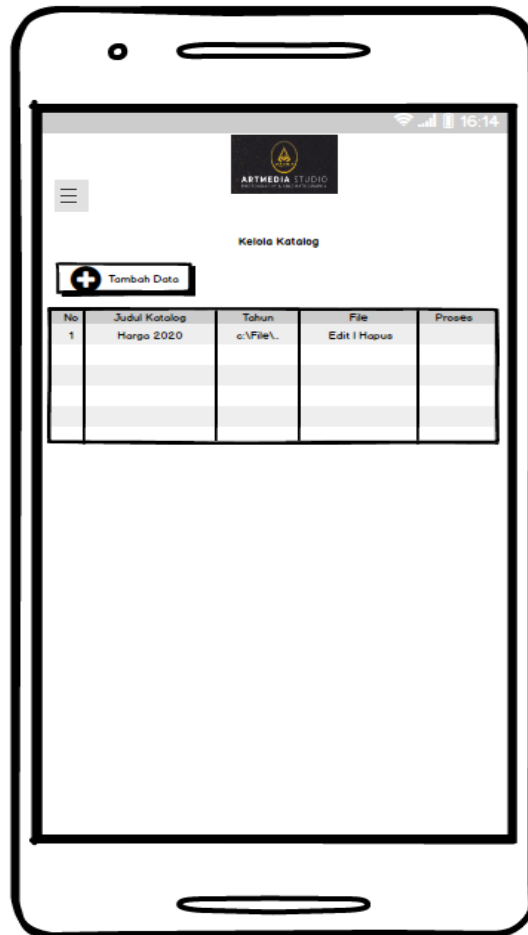 16:14
ARTMEDIA STUDIO
Kelola Katalog
Tambah Data
No Judul Katalog Tahun File Proses
1 Harga 2020 c:\File\.. Edit | Hapus